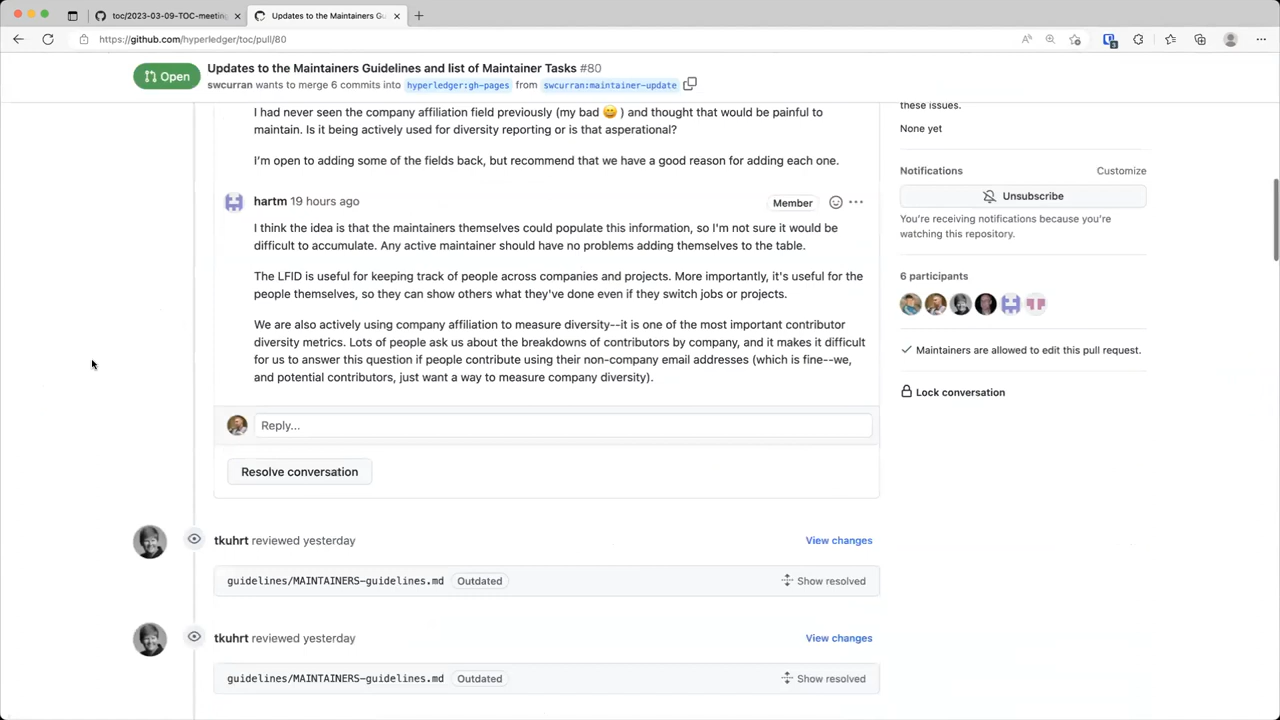 toc/2023-03-09-TOC-meeting
Updates to the Maintainers Gu
https://github.com/hyperledger/toc/pull/80
Open
Updates to the Maintainers Guidelines and list of Maintainer Tasks #80
swcurran wants to merge 6 commits into hyperledger:gh-pages from swcurran:maintainer-update
I had never seen the company affiliation field previously (my bad 😄 ) and thought that would be painful to
maintain. Is it being actively used for diversity reporting or is that asperational?
I'm open to adding some of the fields back, but recommend that we have a good reason for adding each one.
hartm 19 hours ago
Member
I think the idea is that the maintainers themselves could populate this information, so I'm not sure it would be
difficult to accumulate. Any active maintainer should have no problems adding themselves to the table.
The LFID is useful for keeping track of people across companies and projects. More importantly, it's useful for the
people themselves, so they can show others what they've done even if they switch jobs or projects.
We are also actively using company affiliation to measure diversity--it is one of the most important contributor
diversity metrics. Lots of people ask us about the breakdowns of contributors by company, and it makes it difficult
for us to answer this question if people contribute using their non-company email addresses (which is fine--we,
and potential contributors, just want a way to measure company diversity).
Reply...
Resolve conversation
tkuhrt reviewed yesterday
View changes
guidelines/MAINTAINERS-guidelines.md Outdated
Show resolved
tkuhrt reviewed yesterday
View changes
guidelines/MAINTAINERS-guidelines.md Outdated
Show resolved
these issues.
None yet
Notifications
Customize
Unsubscribe
You're receiving notifications because you're
watching this repository.
6 participants
Maintainers are allowed to edit this pull request.
Lock conversation